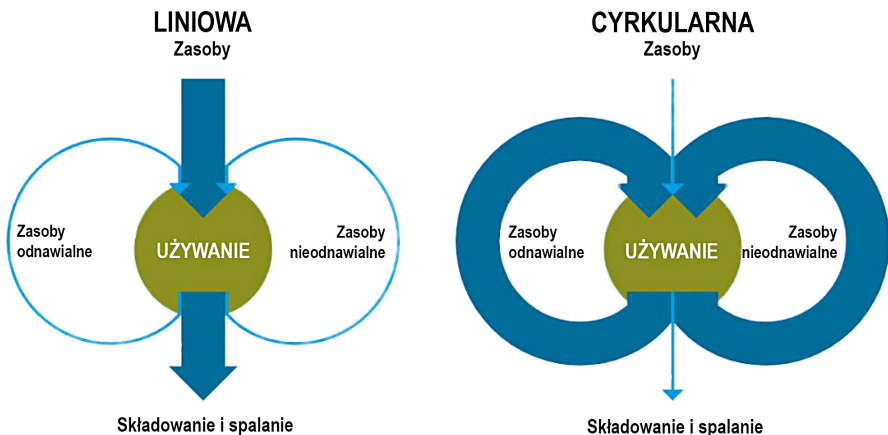 LINIOWA
Zasoby
Zasoby
odnawialne
UŻYWANIE
Zasoby
nieodnawialne
Składowanie i spalanie
CYRKULARNA
Zasoby
Zasoby
odnawialne
UŻYWANIE
Zasoby
nieodnawialne
Składowanie i spalanie